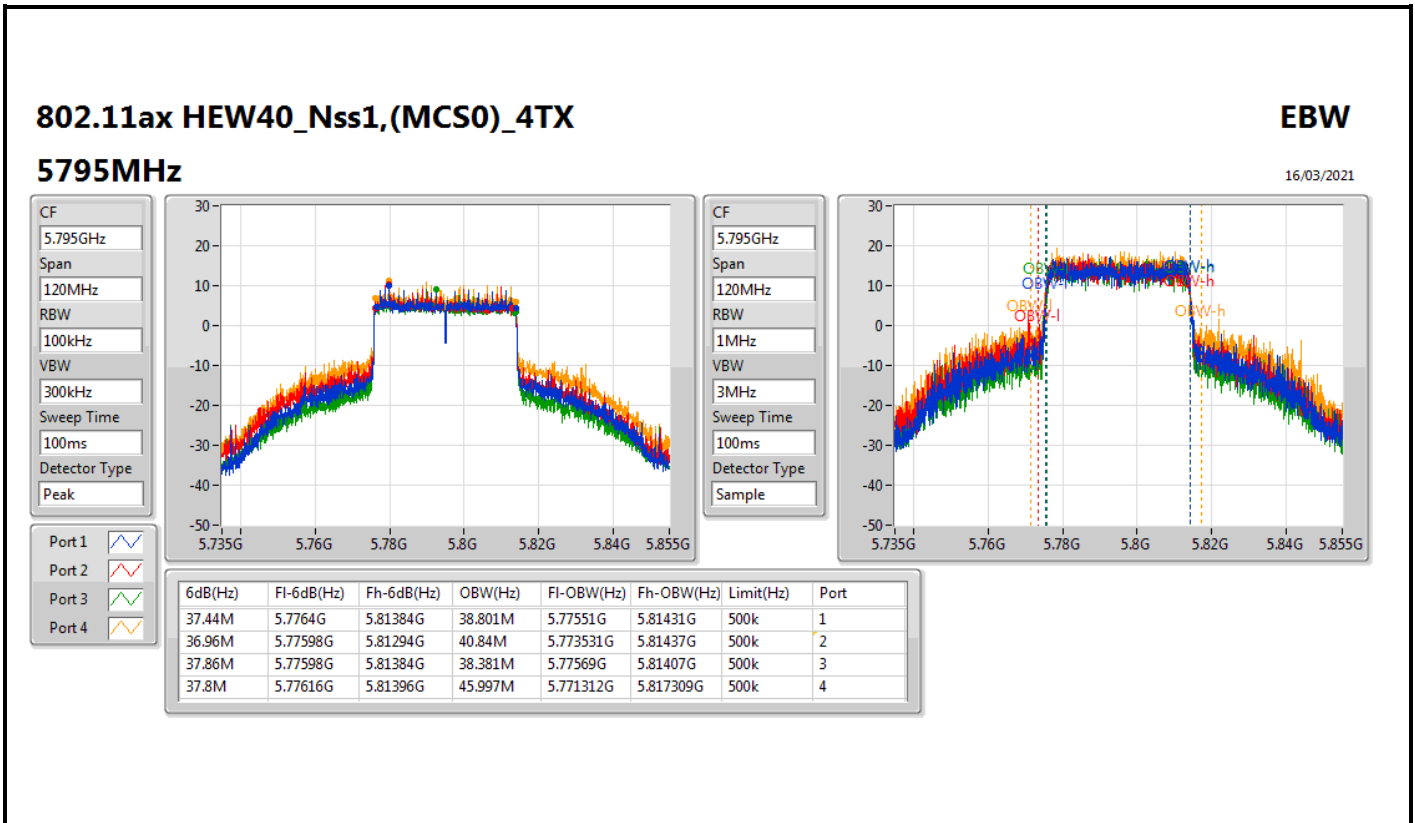 802.11ax HEW40_Nss1,(MCS0)_4TX EBW
5795MHz 16/03/2021
CF
5.795GHz
Span
120MHz
RBW
100kHz
VBW
300kHz
Sweep Time
100ms
Detector Type
Peak
30
20
10
0
-10
-20
-30
-40
-50
5.735G 5.76G 5.78G 5.8G 5.82G 5.84G 5.855G
CF
5.795GHz
Span
120MHz
RBW
1MHz
VBW
3MHz
Sweep Time
100ms
Detector Type
Sample
30
20
10
0
-10
-20
-30
-40
-50
5.735G 5.76G 5.78G 5.8G 5.82G 5.84G 5.855G
OBW-h
OBW-l
OBW-h
Port 1
Port 2
Port 3
Port 4
6dB(Hz) Fl-6dB(Hz) Fh-6dB(Hz) OBW(Hz) Fl-OBW(Hz) Fh-OBW(Hz) Limit(Hz) Port
37.44M 5.7764G 5.81384G 38.801M 5.77551G 5.81431G 500k 1
36.96M 5.77598G 5.81294G 40.84M 5.773531G 5.81437G 500k 2
37.86M 5.77598G 5.81384G 38.381M 5.77569G 5.81407G 500k 3
37.8M 5.77616G 5.81396G 45.997M 5.771312G 5.817309G 500k 4